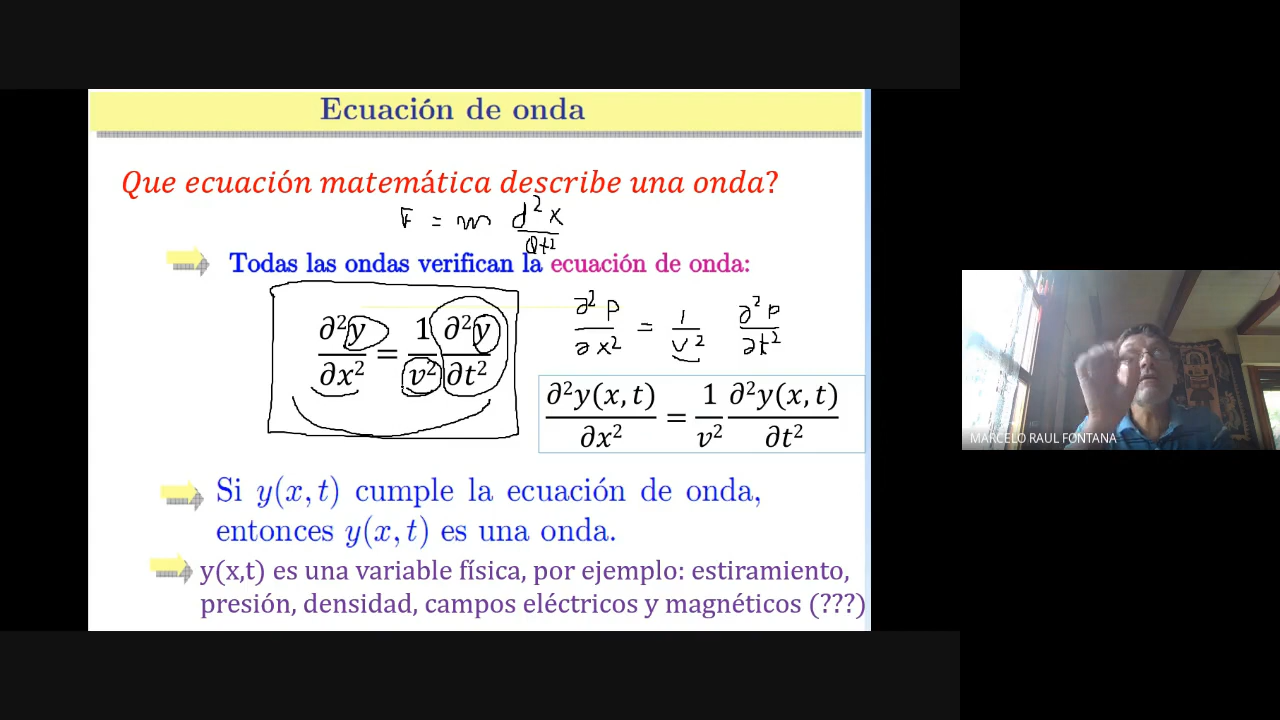 Ecuación de onda
Que ecuación matemática describe una onda?
F = m d²x/dt²
Todas las ondas verifican la ecuación de onda:
∂²y/∂x² = 1/v² ∂²y/∂t²
∂²P/∂x² = 1/v² ∂²P/∂t²
∂²y(x, t)/∂x² = 1/v² ∂²y(x, t)/∂t²
Si y(x, t) cumple la ecuación de onda,
entonces y(x, t) es una onda.
y(x,t) es una variable física, por ejemplo: estiramiento,
presión, densidad, campos eléctricos y magnéticos (???)
MARCELO RAUL FONTANA